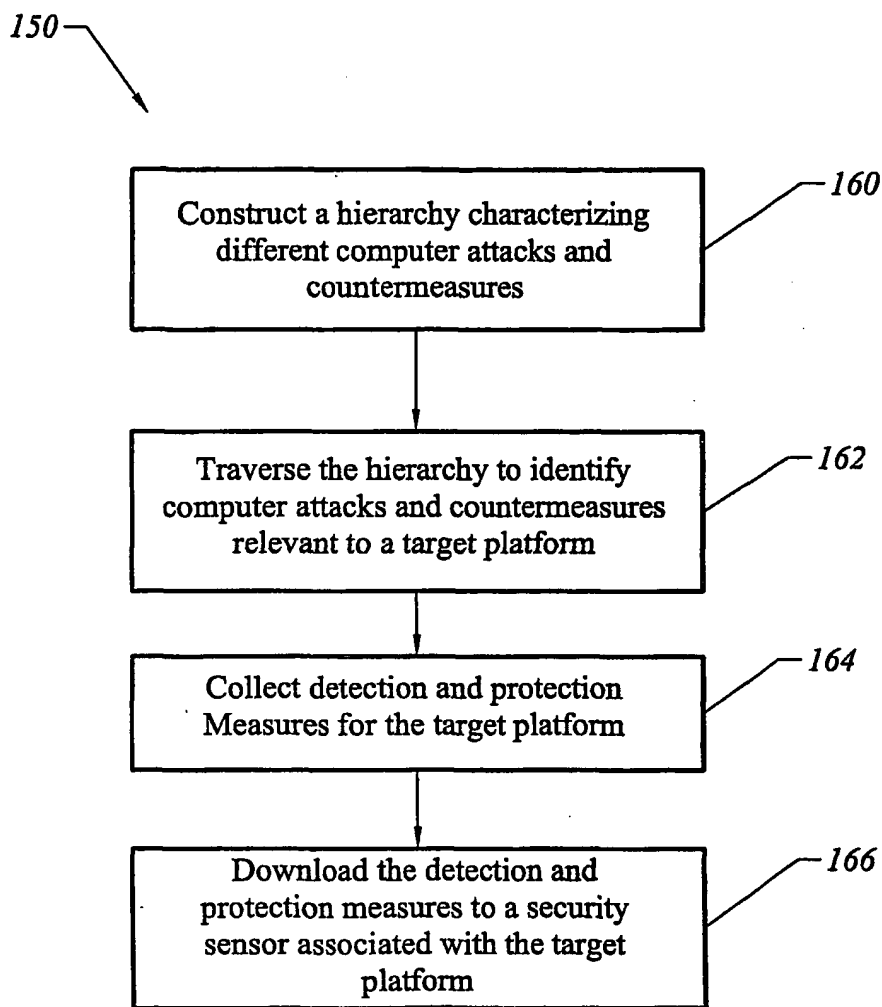 150
160
Construct a hierarchy characterizing
different computer attacks and
countermeasures
162
Traverse the hierarchy to identify
computer attacks and countermeasures
relevant to a target platform
164
Collect detection and protection
Measures for the target platform
166
Download the detection and
protection measures to a security
sensor associated with the target
platform